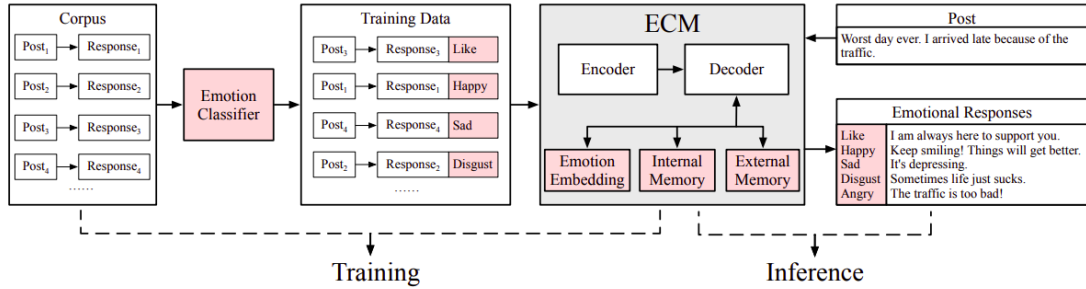 Corpus
Post1
Response1
Post2
Response2
Post3
Response3
Post4
Response4
......
Emotion
Classifier
Training Data
Post3
Response3
Like
Post1
Response1
Happy
Post4
Response4
Sad
Post2
Response2
Disgust
......
ECM
Encoder
Decoder
Emotion
Embedding
Internal
Memory
External
Memory
Post
Worst day ever. I arrived late because of the
traffic.
Emotional Responses
Like I am always here to support you.
Happy Keep smiling! Things will get better.
Sad It's depressing.
Disgust Sometimes life just sucks.
Angry The traffic is too bad!
Training
Inference